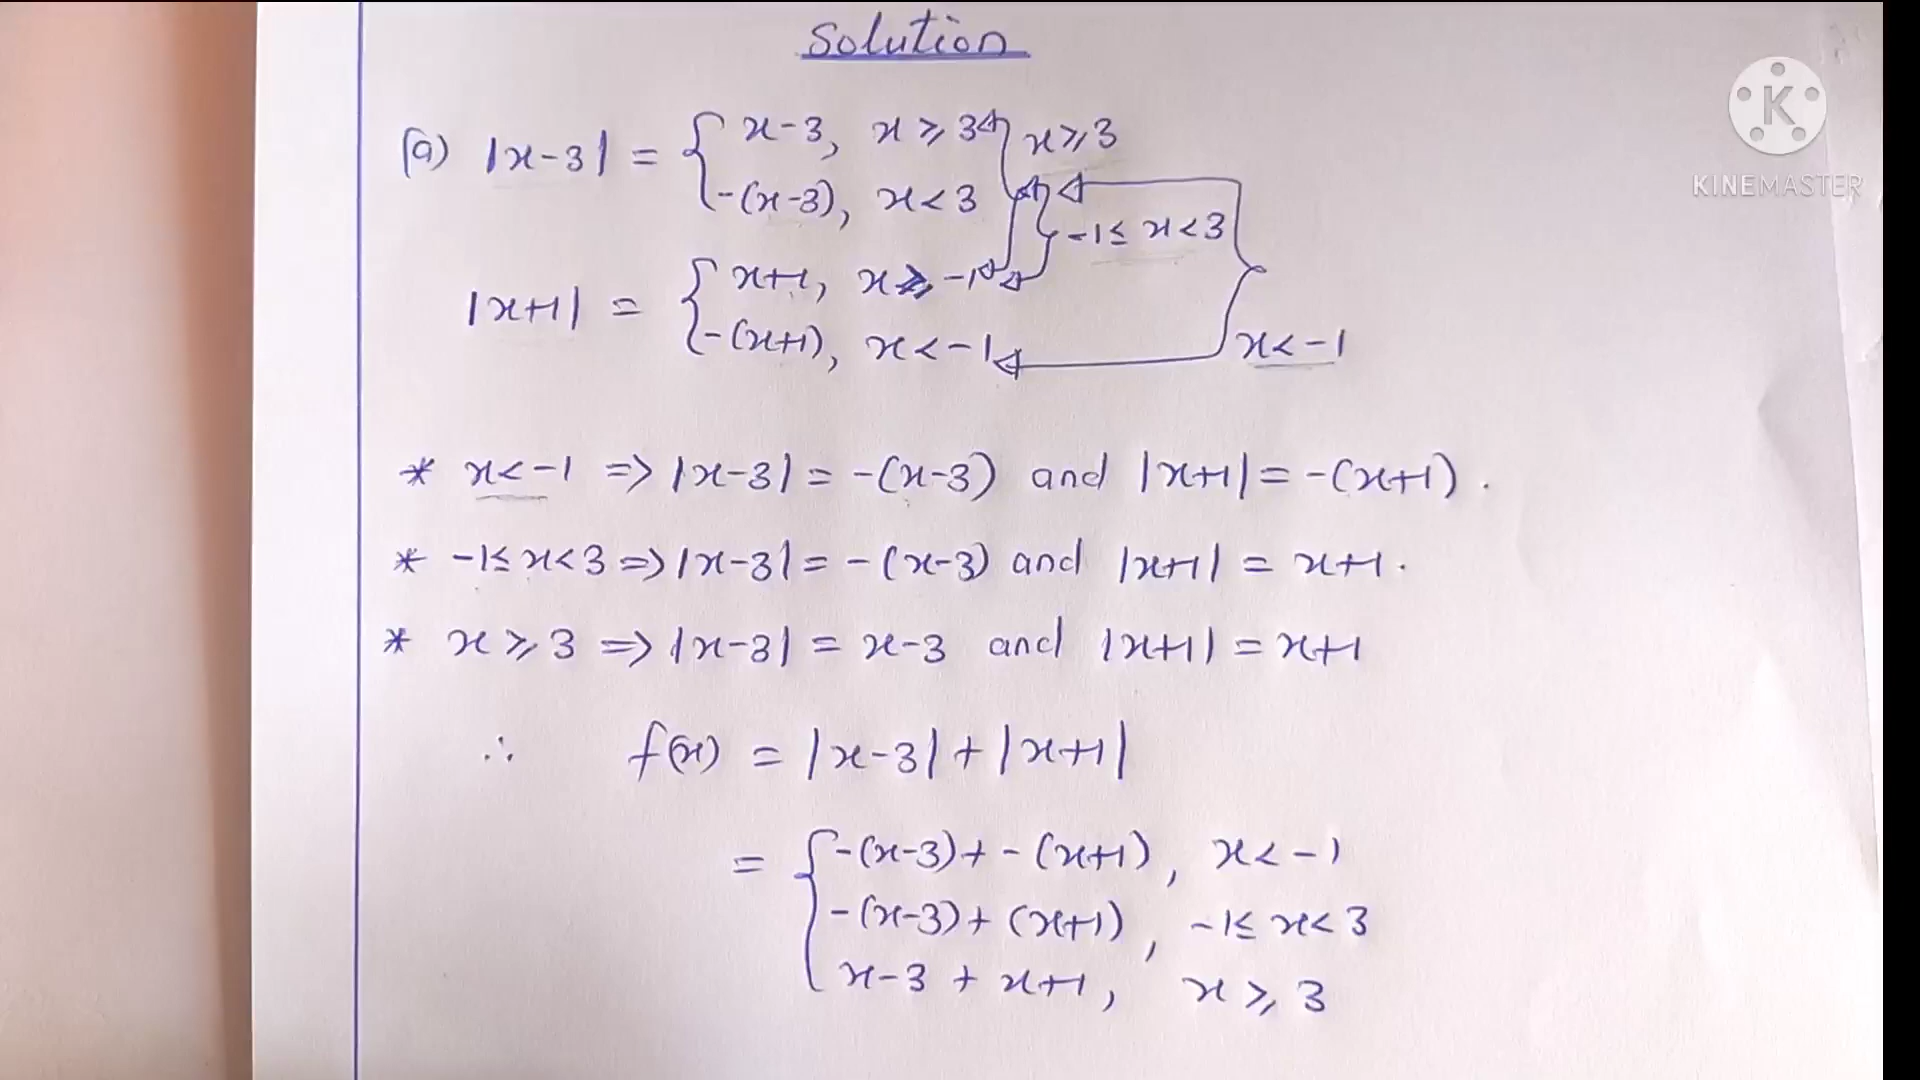 Solution
(a) |x-3| = { x-3, x ⩾ 3 x ⩾ 3
-(x-3), x < 3
-1 ≤ x < 3
|x+1| = { x+1, x ⩾ -1
-(x+1), x < -1 x < -1
* x < -1 => |x-3| = -(x-3) and |x+1| = -(x+1).
* -1 ≤ x < 3 => |x-3| = -(x-3) and |x+1| = x+1.
* x ⩾ 3 => |x-3| = x-3 and |x+1| = x+1
∴ f(x) = |x-3| + |x+1|
= { -(x-3) + -(x+1), x < -1
-(x-3) + (x+1), -1 ≤ x < 3
x-3 + x+1, x ⩾ 3
K
KINEMASTER